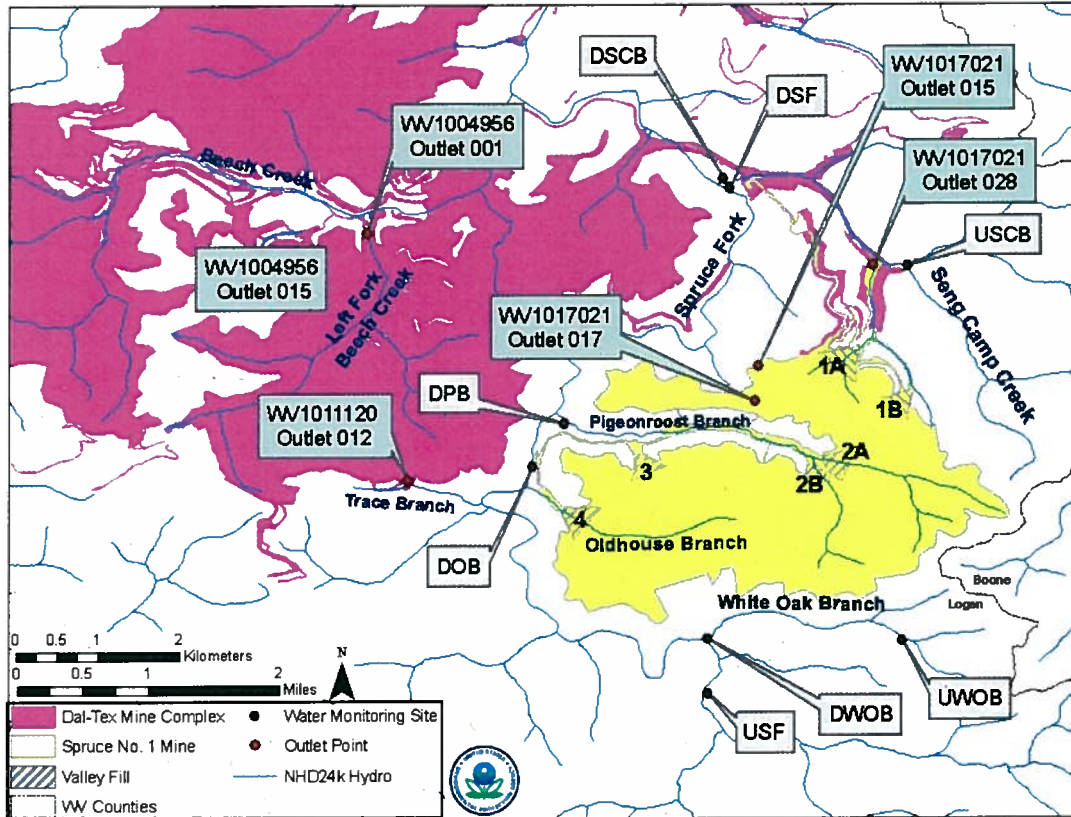 DSCB
DSF
WV1017021
Outlet 015
WV1004956
Outlet 001
WV1017021
Outlet 028
Beech Creek
USCB
WV1004956
Outlet 015
Left Fork
Beech Creek
Spruce Fork
Seng Camp Creek
WV1017021
Outlet 017
1A
1B
DPB
WV1011120
Outlet 012
Pigeonroost Branch
2A
3
2B
Trace Branch
4
Oldhouse Branch
DOB
Boone
Logan
White Oak Branch
0 0.5 1 2
Kilometers
0 0.5 1 2
Miles
N
USF
DWOB
UWOB
Dal-Tex Mine Complex
Water Monitoring Site
Spruce No. 1 Mine
Outlet Point
Valley Fill
NHD24k Hydro
WV Counties